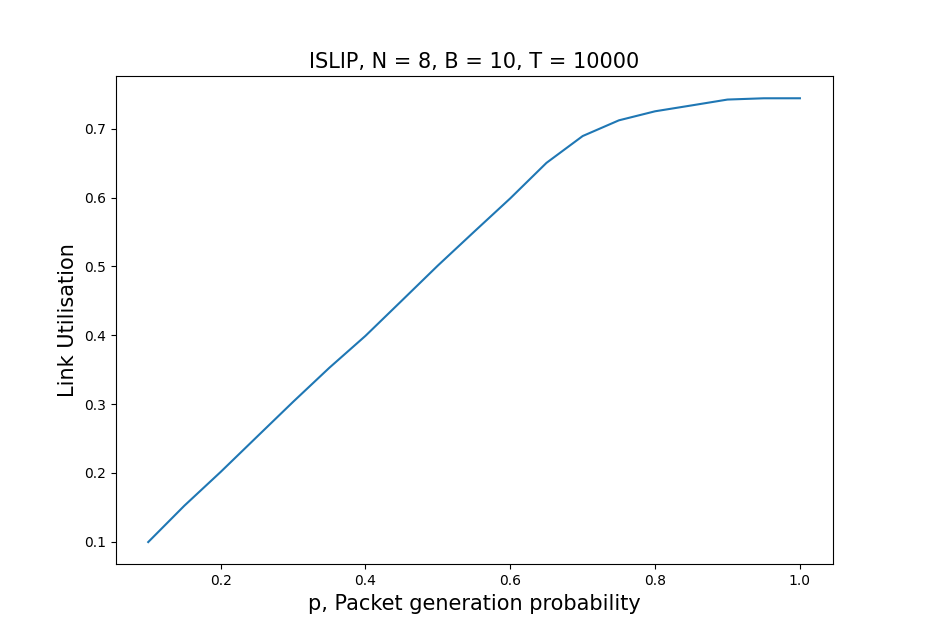 ISLIP, N = 8, B = 10, T = 10000
0.7
0.6
0.5
0.4
0.3
0.2
0.1
Link Utilisation
0.2 0.4 0.6 0.8 1.0
p, Packet generation probability